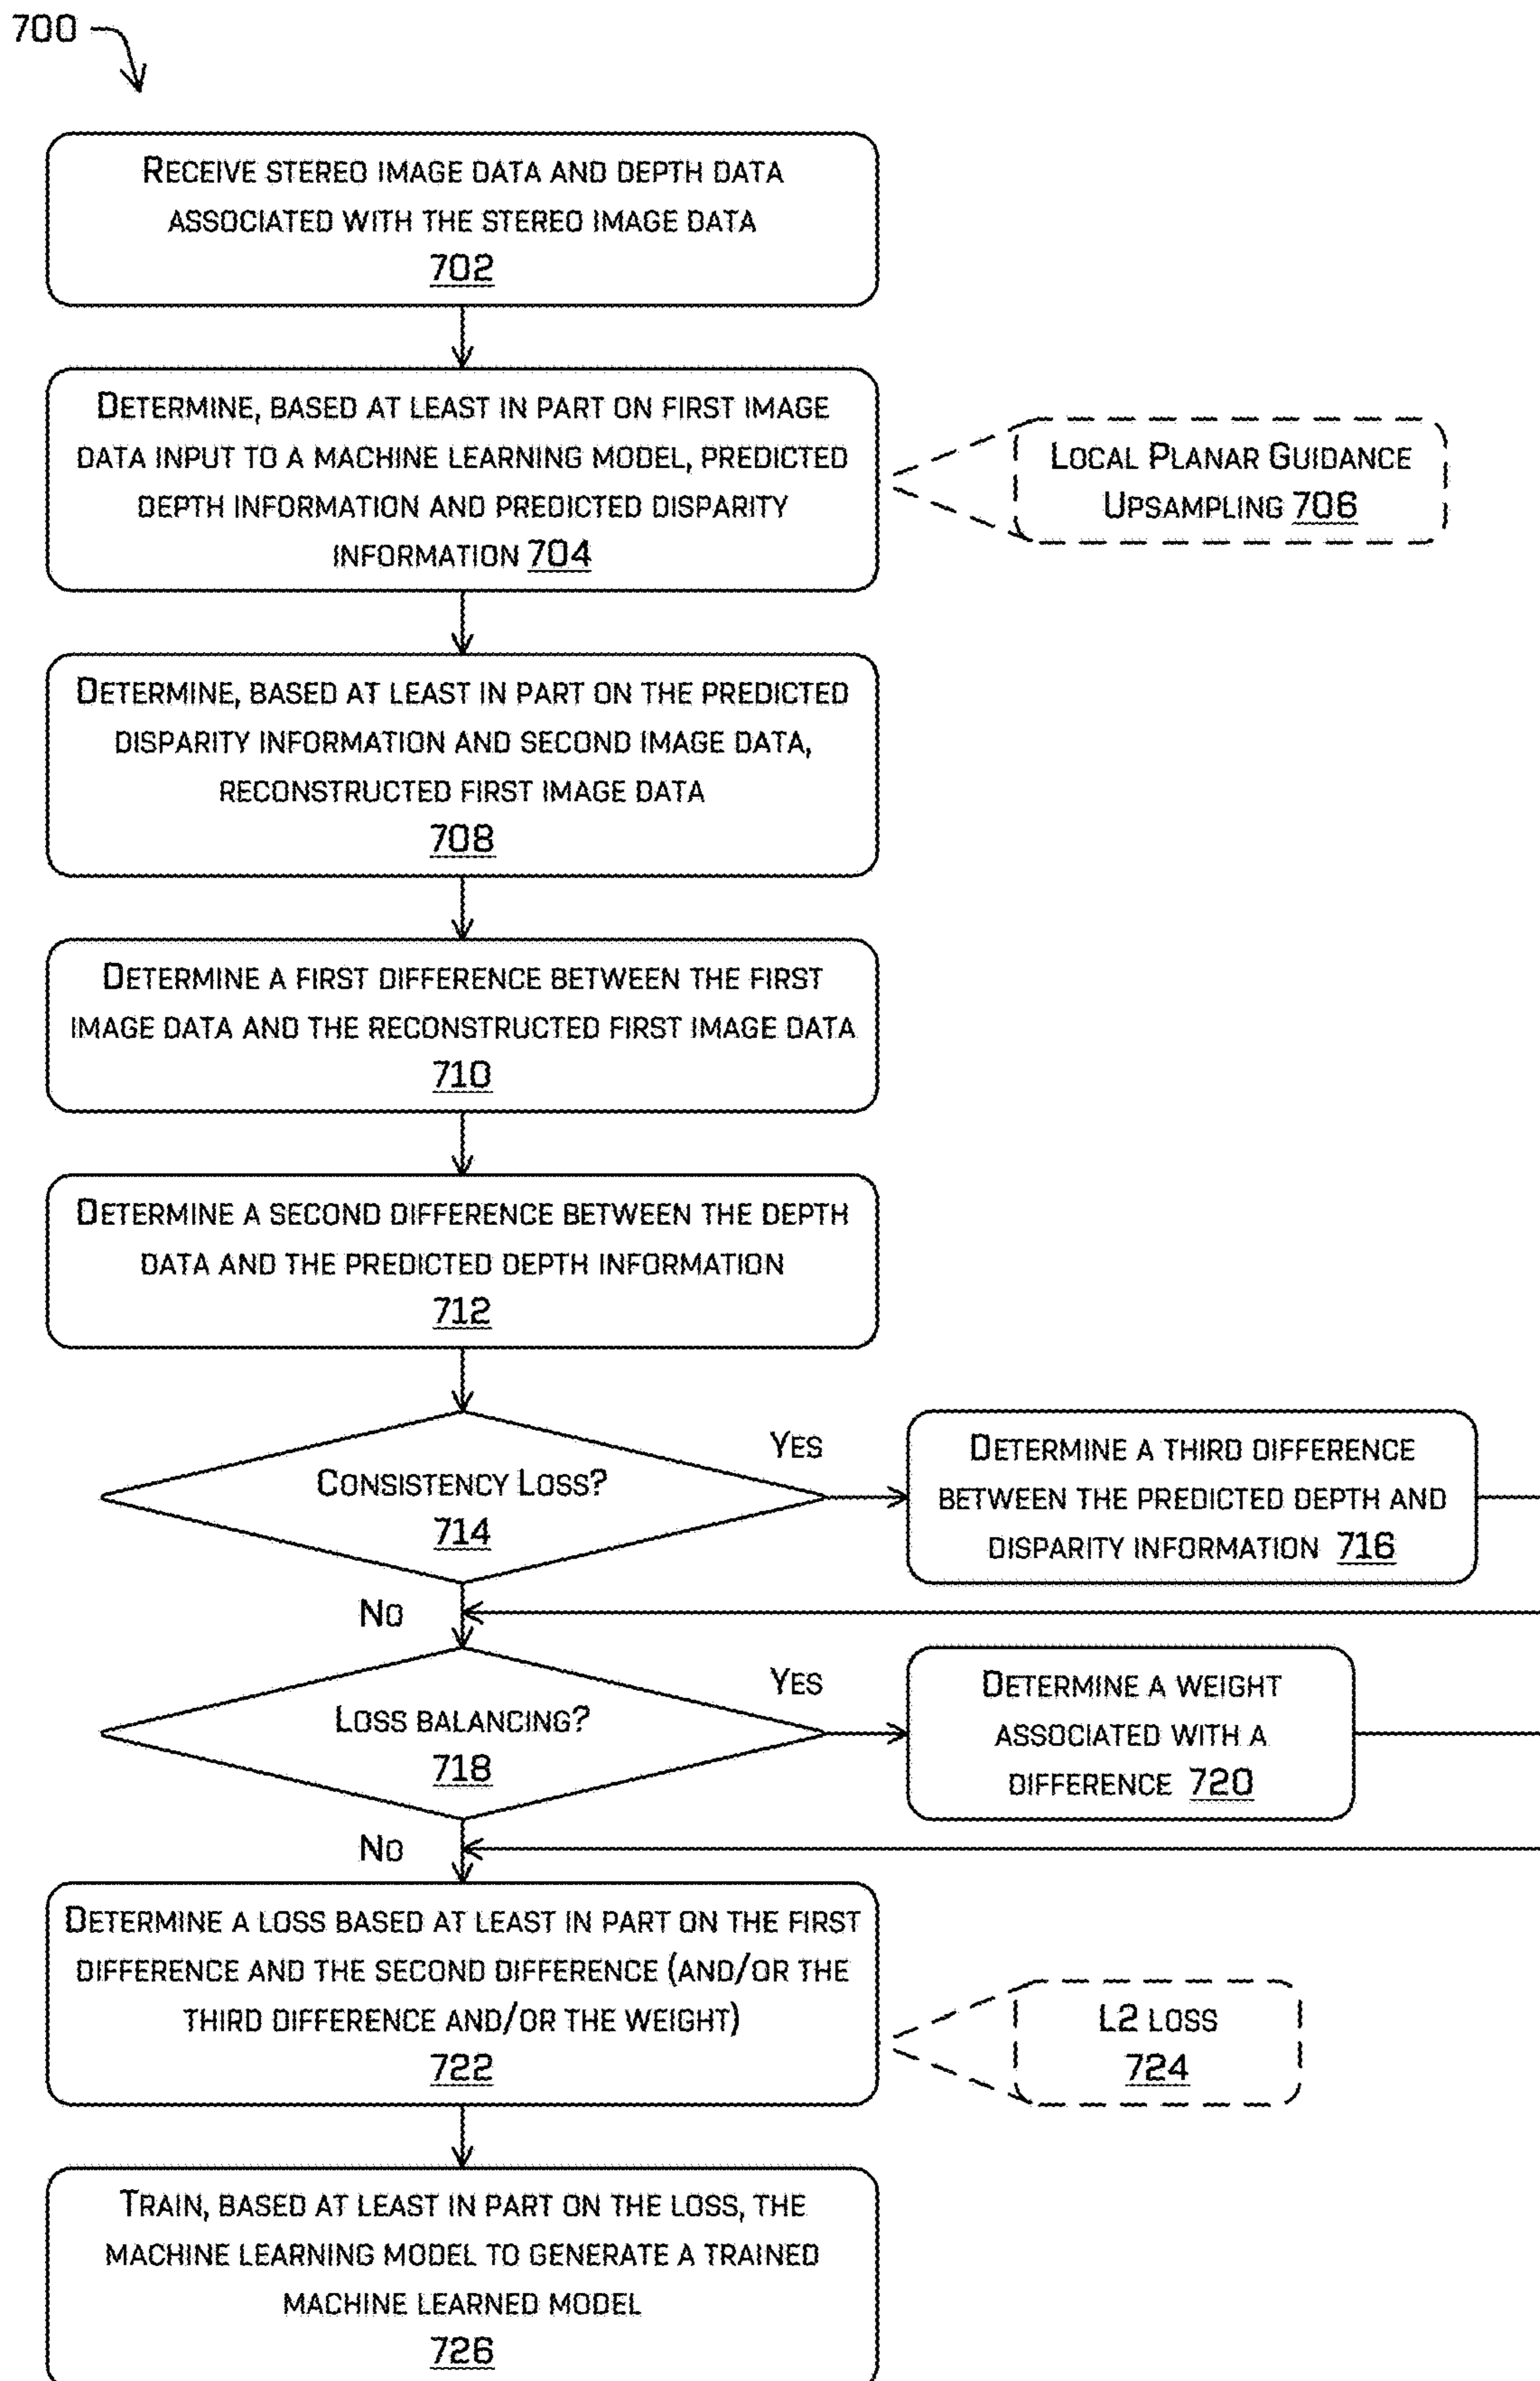 700
Receive stereo image data and depth data
associated with the stereo image data
702
Determine, based at least in part on first image
data input to a machine learning model, predicted
depth information and predicted disparity
information 704
Local Planar Guidance
Upsampling 706
Determine, based at least in part on the predicted
disparity information and second image data,
reconstructed first image data
708
Determine a first difference between the first
image data and the reconstructed first image data
710
Determine a second difference between the depth
data and the predicted depth information
712
Consistency Loss?
714
Yes
Determine a third difference
between the predicted depth and
disparity information 716
No
Loss balancing?
718
Yes
Determine a weight
associated with a
difference 720
No
Determine a loss based at least in part on the first
difference and the second difference (and/or the
third difference and/or the weight)
722
L2 loss
724
Train, based at least in part on the loss, the
machine learning model to generate a trained
machine learned model
726